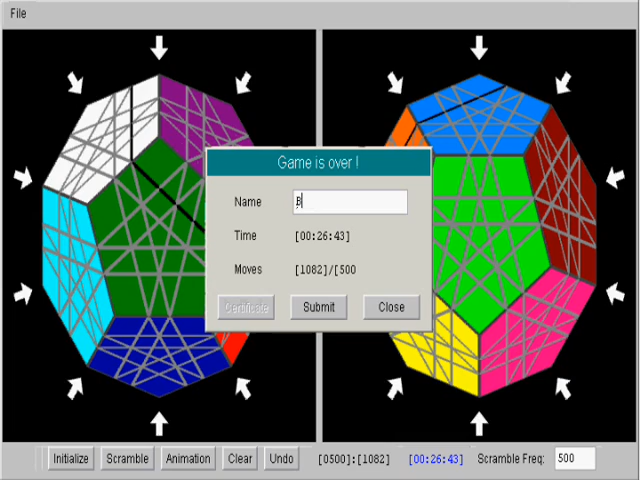 File
Game is over !
Name B
Time [00:26:43]
Moves [1082]/[500
Certificate Submit Close
Initialize Scramble Animation Clear Undo [0500]:[1082] [00:26:43] Scramble Freq: 500